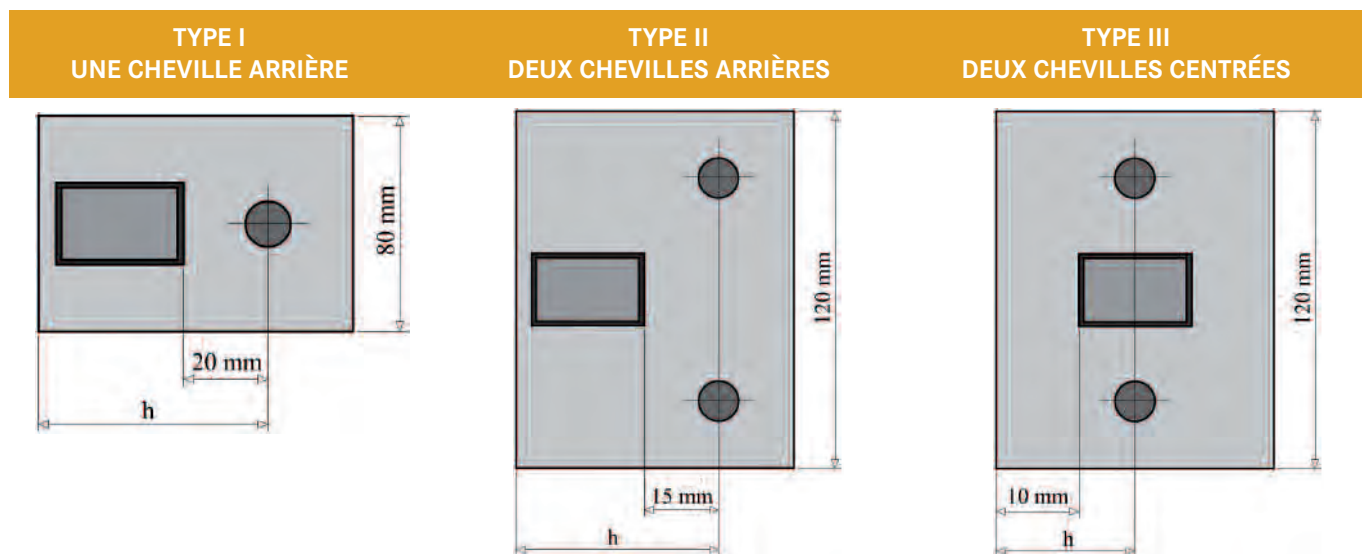 TYPE I
UNE CHEVILLE ARRIÈRE
TYPE II
DEUX CHEVILLES ARRIÈRES
TYPE III
DEUX CHEVILLES CENTRÉES
80 mm
20 mm
h
120 mm
15 mm
h
120 mm
10 mm
h